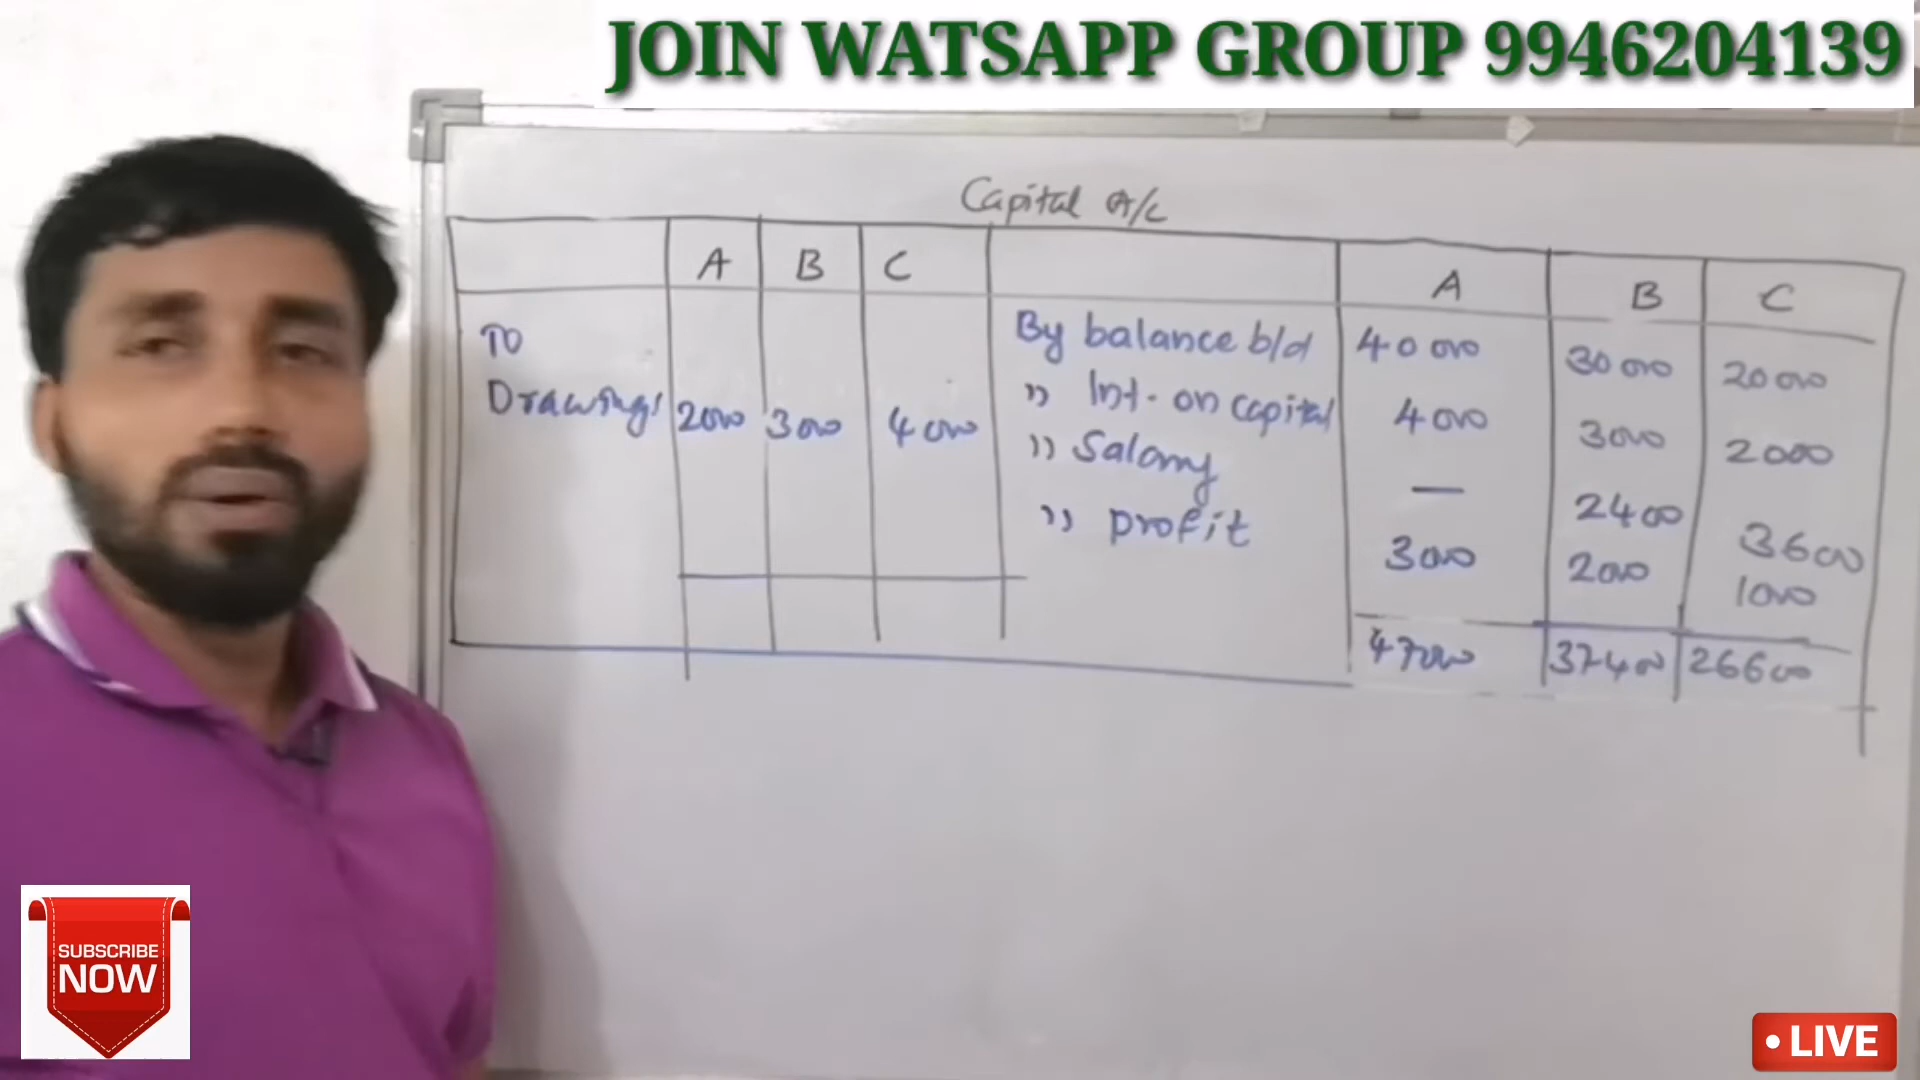 JOIN WATSAPP GROUP 9946204139
Capital A/C
A B C A B C
To By balance b/d 40000 30000 20000
Drawings 2000 3000 4000 " Int. on capital 4000 3000 2000
" Salary — 2400 3600
" profit 3000 2000 1000
47000 37400 26600
SUBSCRIBE
NOW
• LIVE